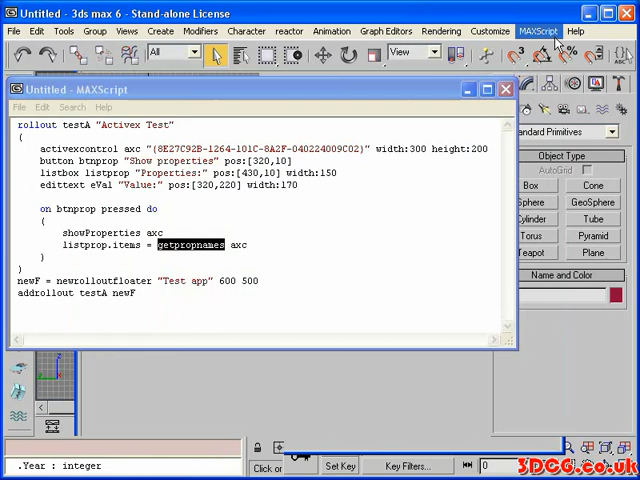 Untitled - 3ds max 6 - Stand-alone License
File Edit Tools Group Views Create Modifiers Character reactor Animation Graph Editors Rendering Customize MAXScript Help
All
View
Untitled - MAXScript
File Edit Search Help
rollout testA "Activex Test"
(
activexcontrol axc "{8E27C92B-1264-101C-8A2F-040224009C02}" width:300 height:200
button btnprop "Show properties" pos:[320,10]
listbox listprop "Properties:" pos:[430,10] width:150
edittext eVal "Value:" pos:[320,220] width:170
on btnprop pressed do
(
showProperties axc
listprop.items = getpropnames axc
)
)
newF = newrolloutfloater "Test app" 600 500
addrollout testA newF
tandard Primitives
Object Type
AutoGrid
Box Cone
Sphere GeoSphere
Cylinder Tube
Torus Pyramid
Teapot Plane
Name and Color
.Year : integer
Click or
Set Key
Key Filters...
0
3DCG.co.uk